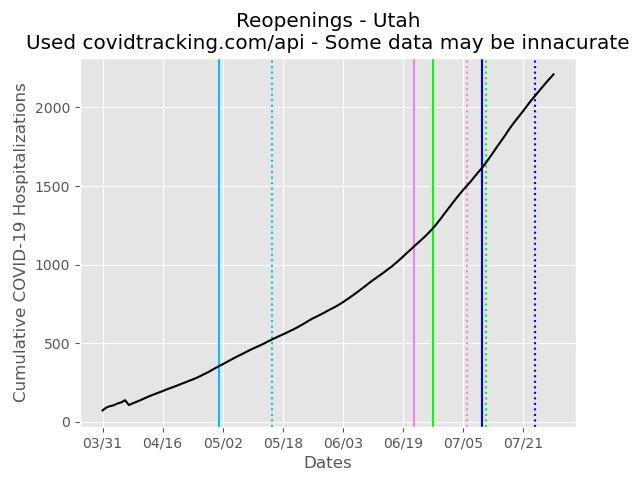 Reopenings - Utah
Used covidtracking.com/api - Some data may be innacurate
Cumulative COVID-19 Hospitalizations
2000
1500
1000
500
0
03/31 04/16 05/02 05/18 06/03 06/19 07/05 07/21
Dates